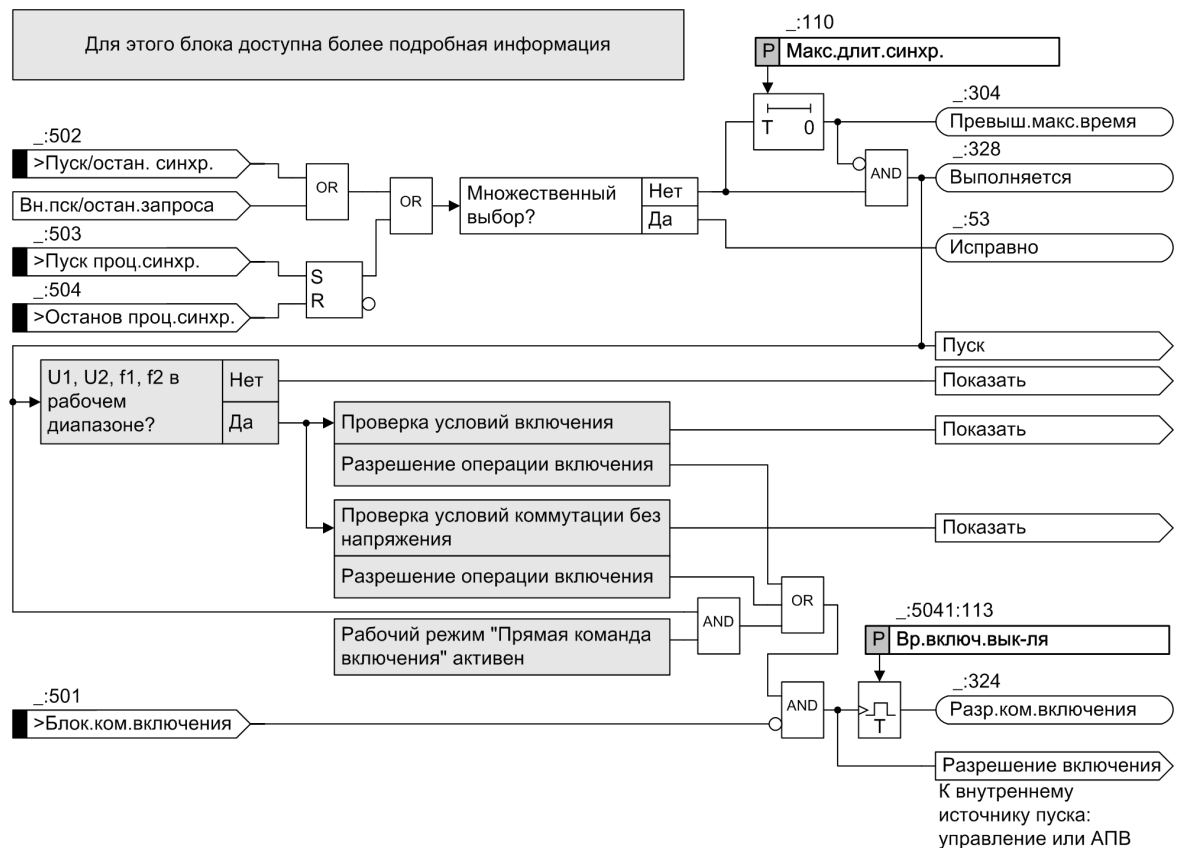 Для этого блока доступна более подробная информация
_:110
P Макс.длит.синхр.
T 0
_:304
Превыш.макс.время
_:502
>Пуск/остан. синхр.
OR
_:328
AND
Выполняется
Вн.пск/остан.запроса
OR
Множественный
выбор?
Нет
Да
_:53
Исправно
_:503
>Пуск проц.синхр.
S
R
_:504
>Останов проц.синхр.
Пуск
U1, U2, f1, f2 в
рабочем
диапазоне?
Нет
Да
Показать
Проверка условий включения
Показать
Разрешение операции включения
Проверка условий коммутации без
напряжения
Показать
Разрешение операции включения
OR
AND
Рабочий режим "Прямая команда
включения" активен
_:5041:113
P Вр.включ.вык-ля
_:501
>Блок.ком.включения
AND
T
_:324
Разр.ком.включения
Разрешение включения
К внутреннему
источнику пуска:
управление или АПВ